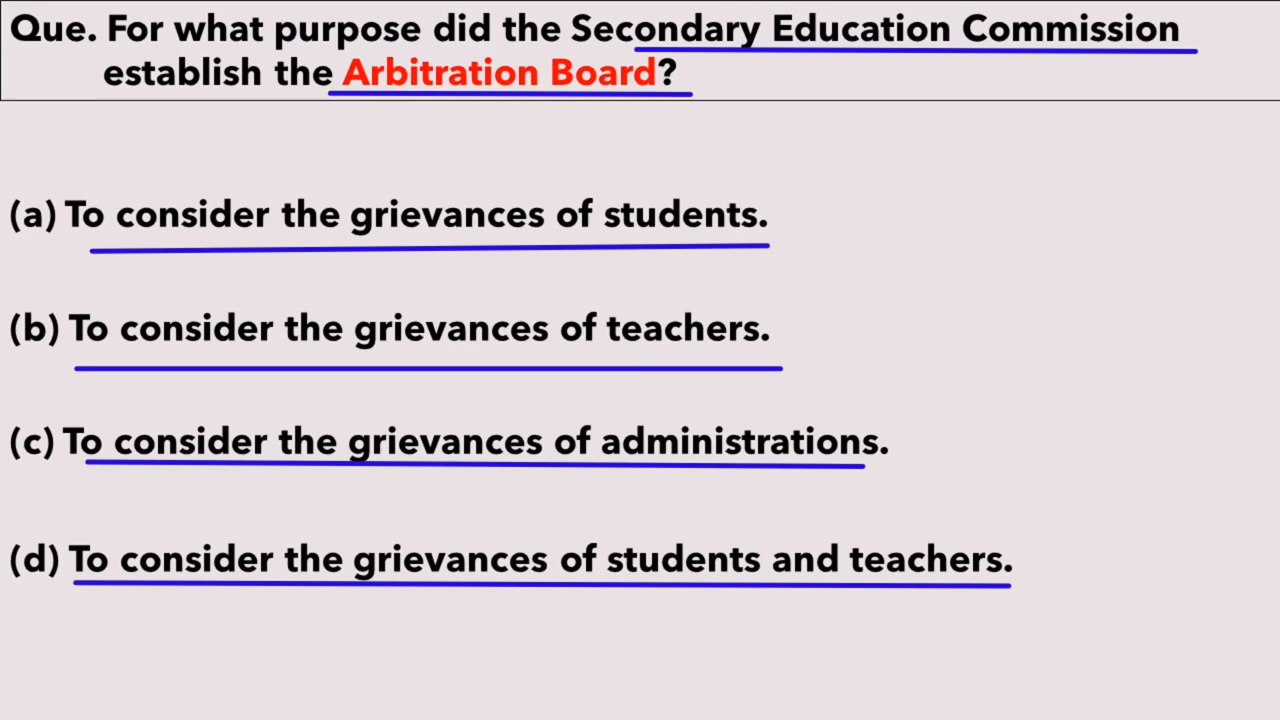 Que. For what purpose did the Secondary Education Commission
establish the Arbitration Board?
(a) To consider the grievances of students.
(b) To consider the grievances of teachers.
(c) To consider the grievances of administrations.
(d) To consider the grievances of students and teachers.